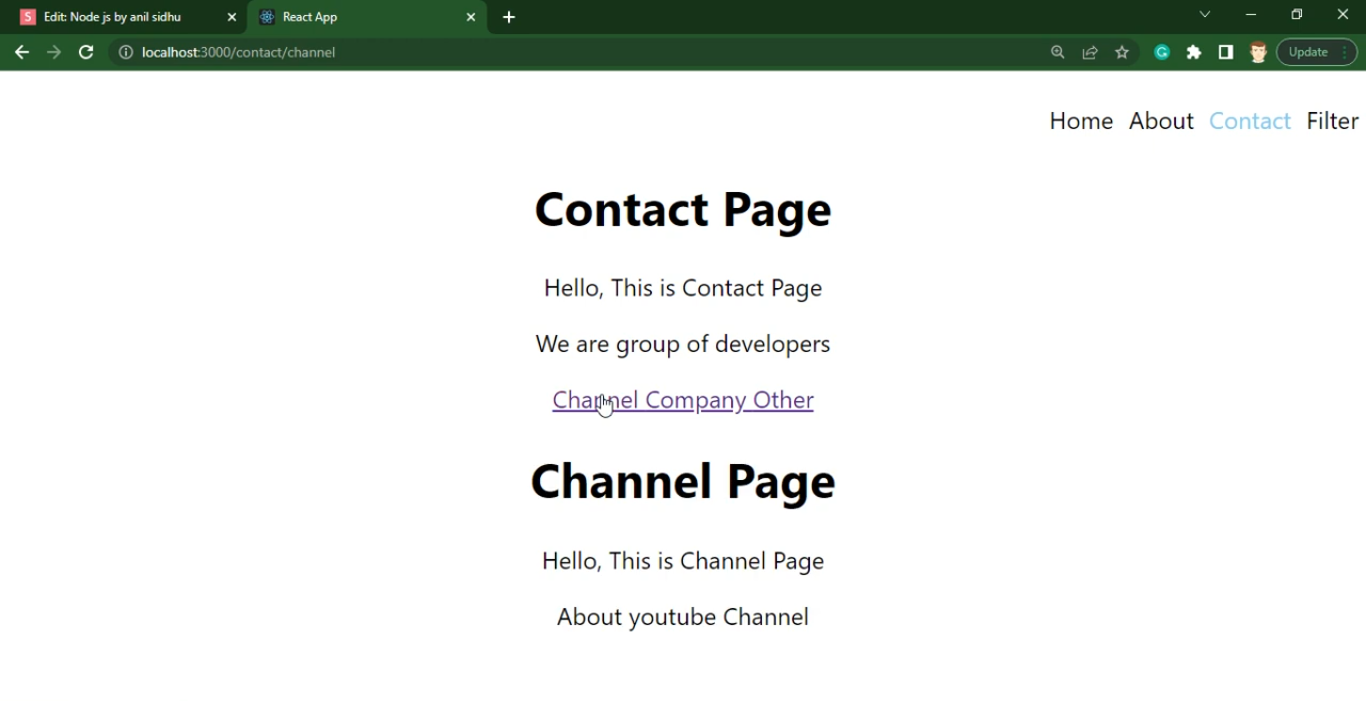 Edit: Node js by anil sidhu
React App
localhost:3000/contact/channel
Update
Home About Contact Filter
Contact Page
Hello, This is Contact Page
We are group of developers
Channel Company Other
Channel Page
Hello, This is Channel Page
About youtube Channel